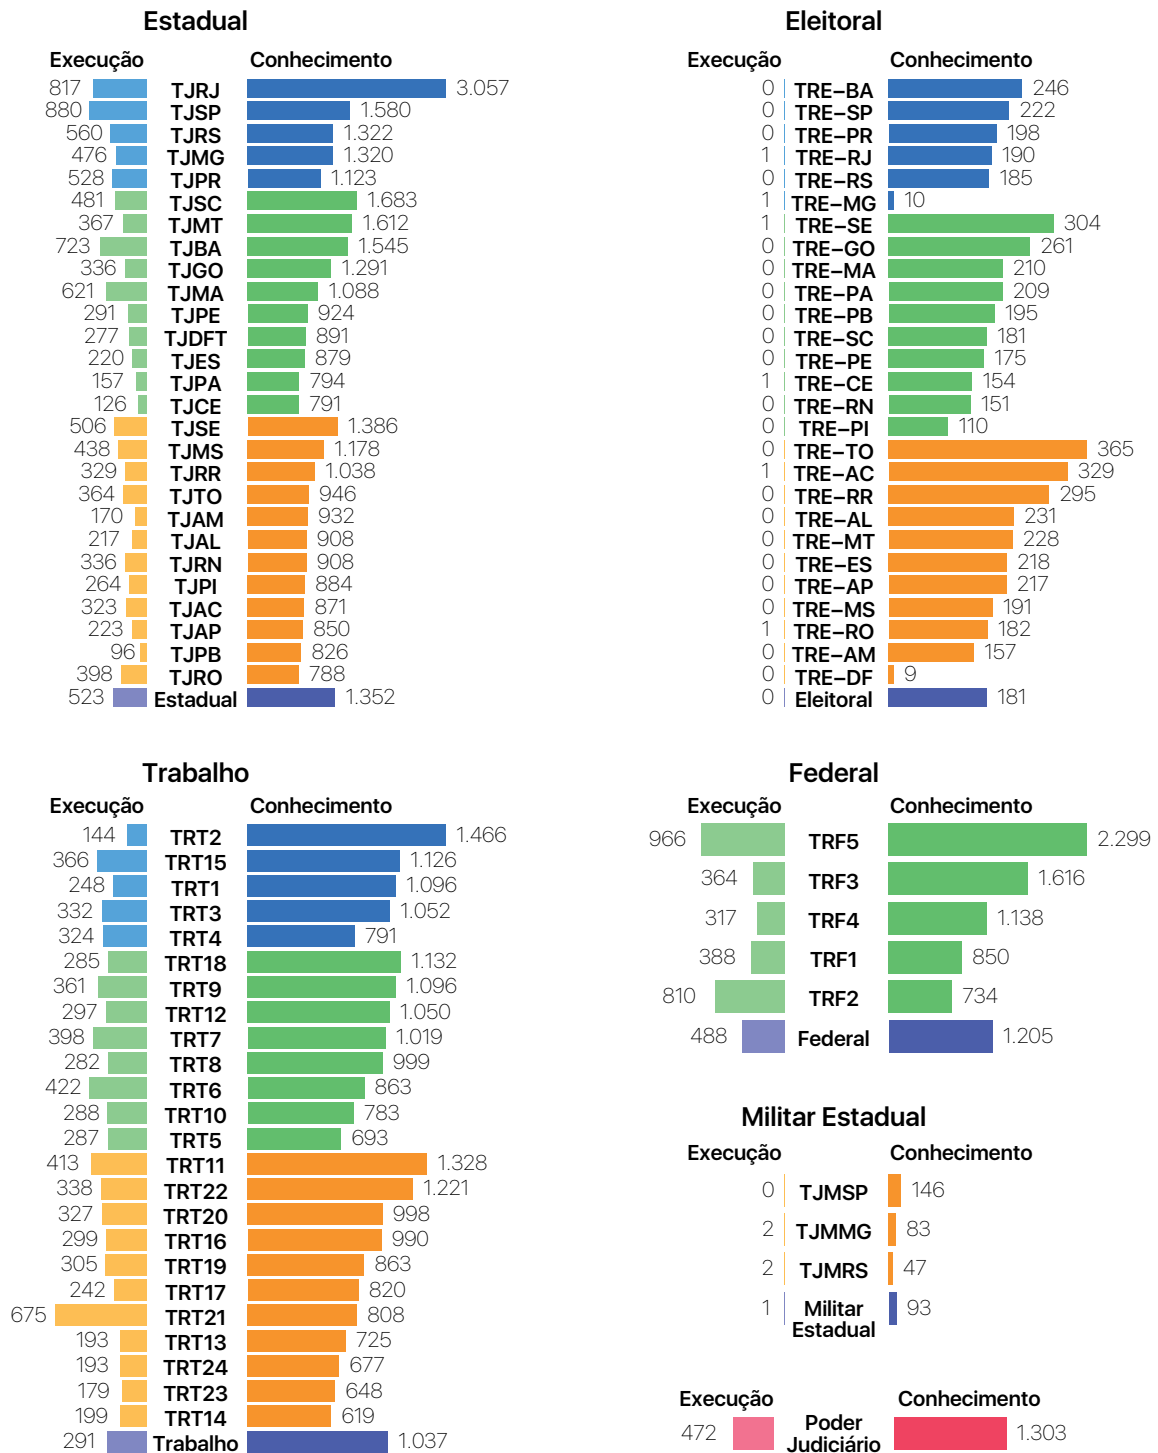 Estadual
Execução Conhecimento
817 TJRJ 3.057
880 TJSP 1.580
560 TJRS 1.322
476 TJMG 1.320
528 TJPR 1.123
481 TJSC 1.683
367 TJMT 1.612
723 TJBA 1.545
336 TJGO 1.291
621 TJMA 1.088
291 TJPE 924
277 TJDFT 891
220 TJES 879
157 TJPA 794
126 TJCE 791
506 TJSE 1.386
438 TJMS 1.178
329 TJRR 1.038
364 TJTO 946
170 TJAM 932
217 TJAL 908
336 TJRN 908
264 TJPI 884
323 TJAC 871
223 TJAP 850
96 TJPB 826
398 TJRO 788
523 Estadual 1.352
Eleitoral
Execução Conhecimento
0 TRE–BA 246
0 TRE–SP 222
0 TRE–PR 198
1 TRE–RJ 190
0 TRE–RS 185
1 TRE–MG 10
1 TRE–SE 304
0 TRE–GO 261
0 TRE–MA 210
0 TRE–PA 209
0 TRE–PB 195
0 TRE–SC 181
0 TRE–PE 175
1 TRE–CE 154
0 TRE–RN 151
0 TRE–PI 110
0 TRE–TO 365
1 TRE–AC 329
0 TRE–RR 295
0 TRE–AL 231
0 TRE–MT 228
0 TRE–ES 218
0 TRE–AP 217
0 TRE–MS 191
1 TRE–RO 182
0 TRE–AM 157
0 TRE–DF 9
0 Eleitoral 181
Trabalho
Execução Conhecimento
144 TRT2 1.466
366 TRT15 1.126
248 TRT1 1.096
332 TRT3 1.052
324 TRT4 791
285 TRT18 1.132
361 TRT9 1.096
297 TRT12 1.050
398 TRT7 1.019
282 TRT8 999
422 TRT6 863
288 TRT10 783
287 TRT5 693
413 TRT11 1.328
338 TRT22 1.221
327 TRT20 998
299 TRT16 990
305 TRT19 863
242 TRT17 820
675 TRT21 808
193 TRT13 725
193 TRT24 677
179 TRT23 648
199 TRT14 619
291 Trabalho 1.037
Federal
Execução Conhecimento
966 TRF5 2.299
364 TRF3 1.616
317 TRF4 1.138
388 TRF1 850
810 TRF2 734
488 Federal 1.205
Militar Estadual
Execução Conhecimento
0 TJMSP 146
2 TJMMG 83
2 TJMRS 47
1 Militar 93
Estadual
Execução Conhecimento
472 Poder 1.303
Judiciário